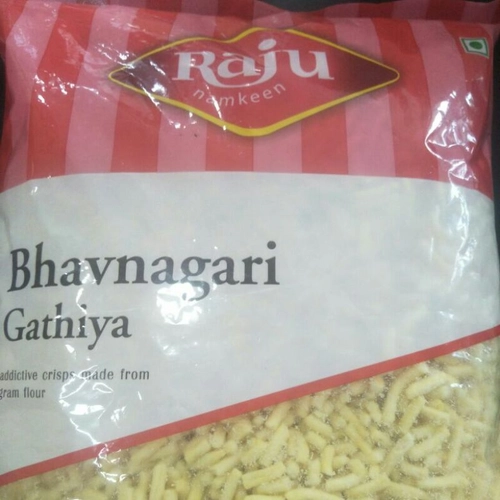 Raju
namkeen
Bhavnagari
Gathiya
addictive crisps made from
gram flour